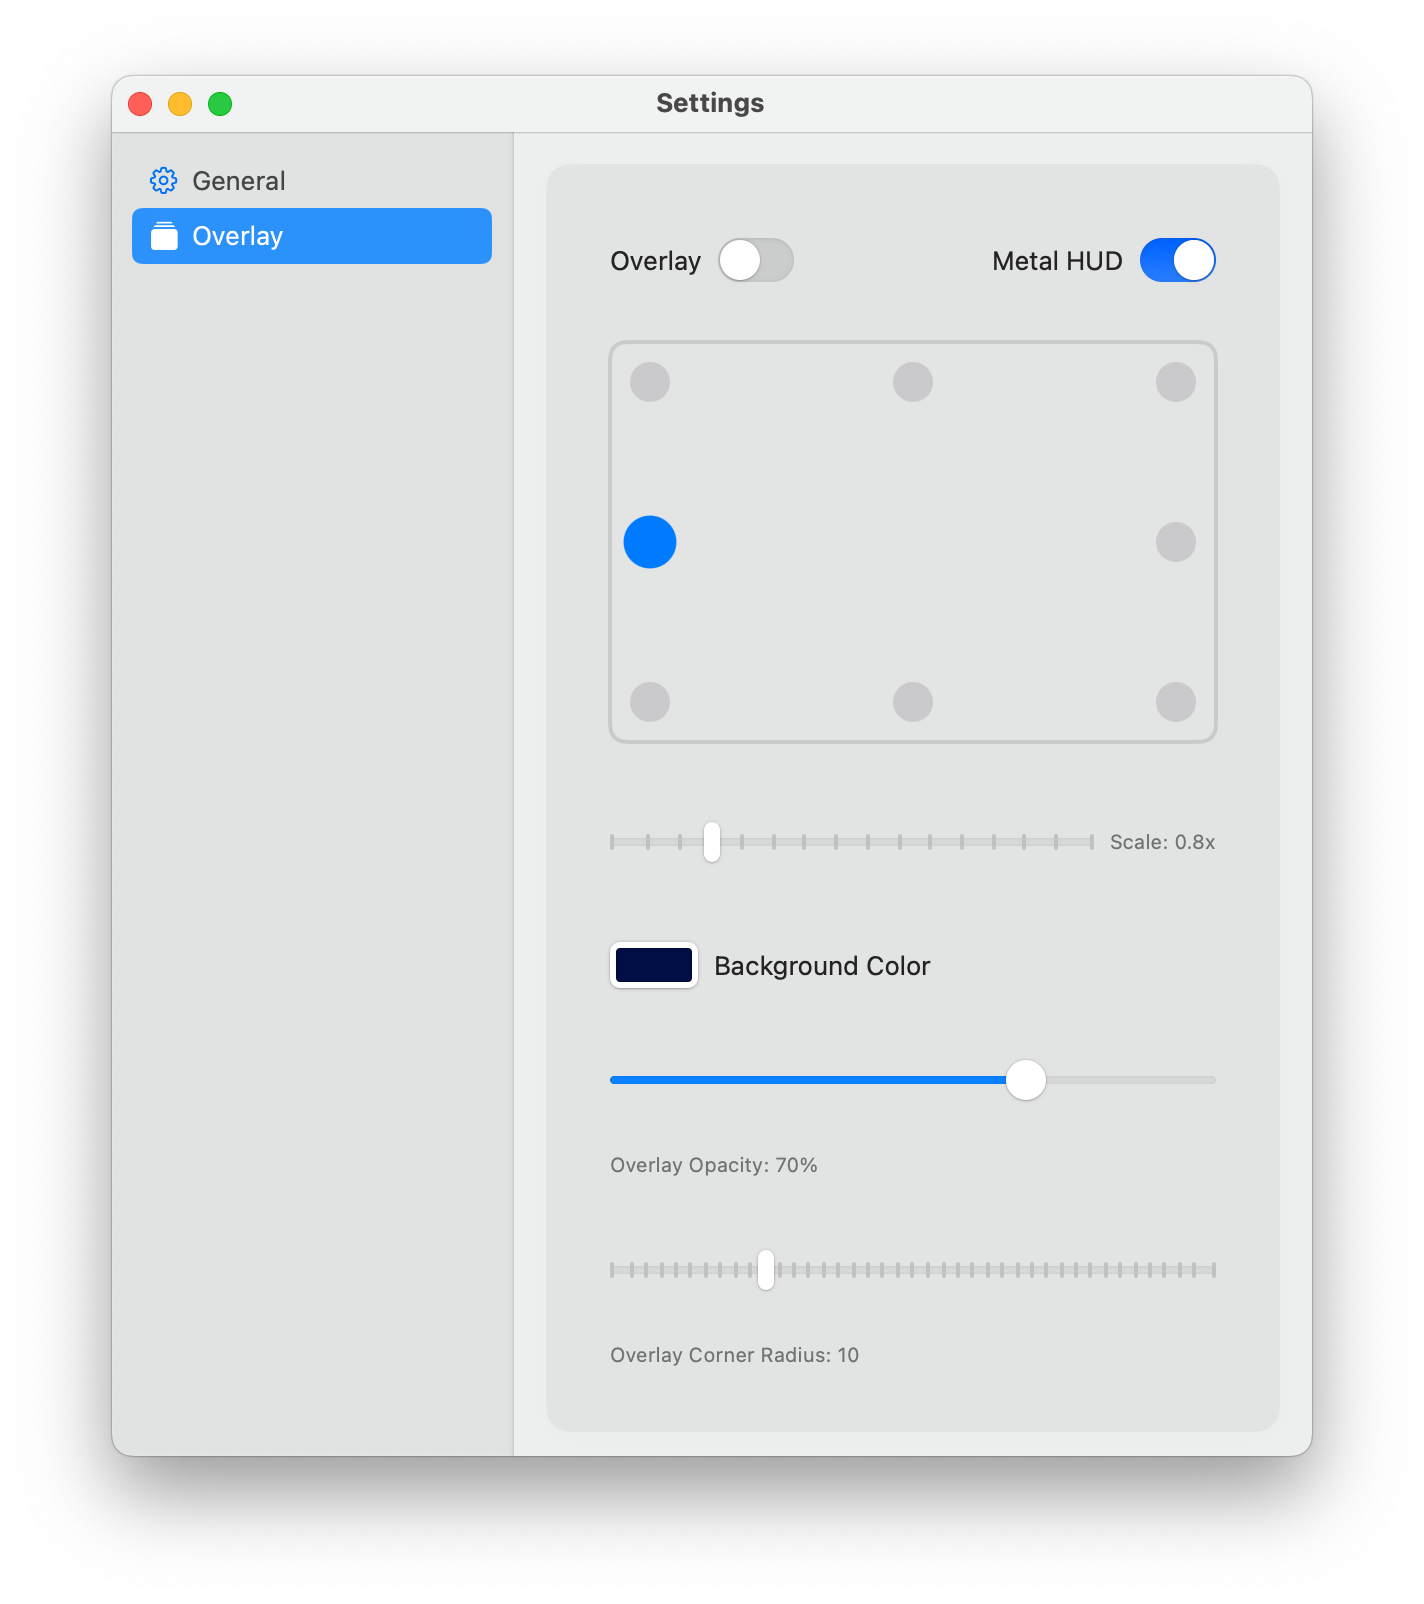 Settings
General
Overlay
Overlay
Metal HUD
Scale: 0.8x
Background Color
Overlay Opacity: 70%
Overlay Corner Radius: 10